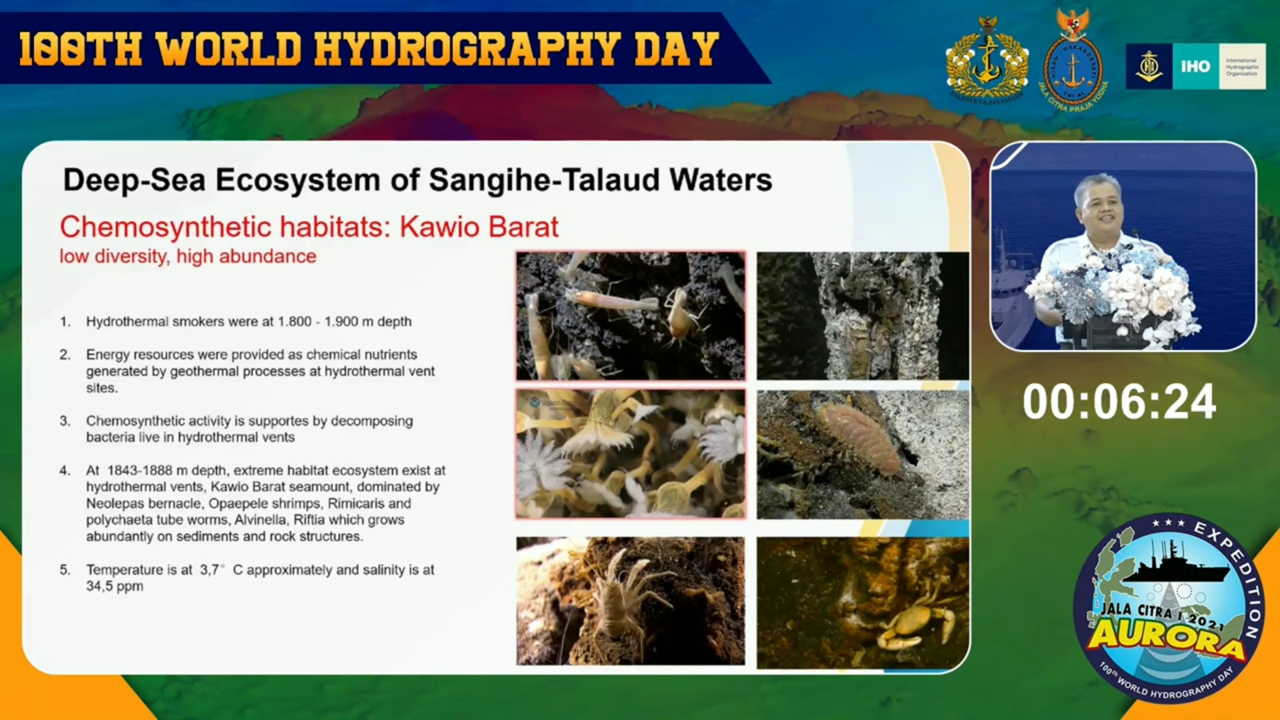 100TH WORLD HYDROGRAPHY DAY
IHO
International
Hydrographic
Organization
Deep-Sea Ecosystem of Sangihe-Talaud Waters
Chemosynthetic habitats: Kawio Barat
low diversity, high abundance
1. Hydrothermal smokers were at 1.800 - 1.900 m depth
2. Energy resources were provided as chemical nutrients
generated by geothermal processes at hydrothermal vent
sites.
3. Chemosynthetic activity is supportes by decomposing
bacteria live in hydrothermal vents
4. At 1843-1888 m depth, extreme habitat ecosystem exist at
hydrothermal vents, Kawio Barat seamount, dominated by
Neolepas bernacle, Opaepele shrimps, Rimicaris and
polychaeta tube worms, Alvinella, Riftia which grows
abundantly on sediments and rock structures.
5. Temperature is at 3,7° C approximately and salinity is at
34,5 ppm
00:06:24
EXPEDITION
JALA CITRA I 2021
AURORA
100th WORLD HYDROGRAPHY DAY